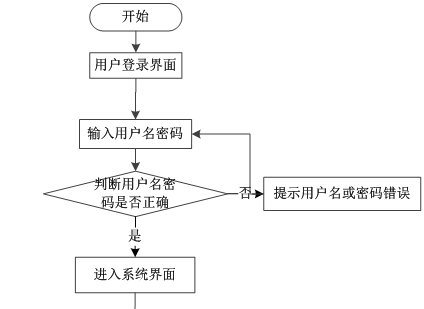 开始
用户登录界面
输入用户名密码
判断用户名密
码是否正确
否
提示用户名或密码错误
是
进入系统界面